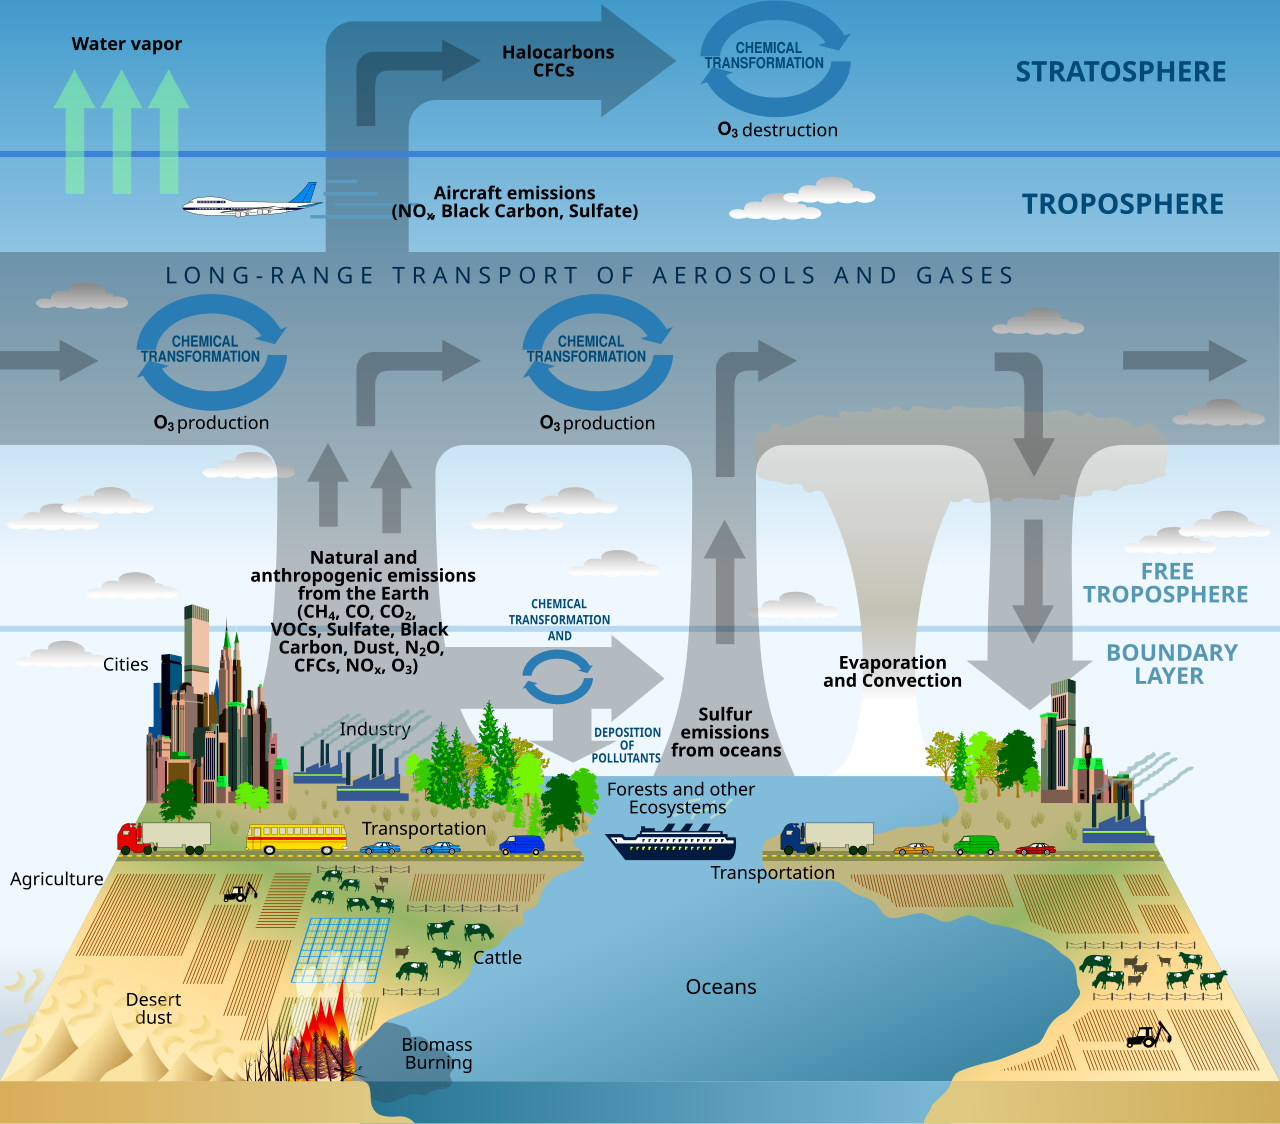 Water vapor
Halocarbons
CFCs
CHEMICAL
TRANSFORMATION
O₃ destruction
STRATOSPHERE
Aircraft emissions
(NOₓ, Black Carbon, Sulfate)
TROPOSPHERE
LONG-RANGE TRANSPORT OF AEROSOLS AND GASES
CHEMICAL
TRANSFORMATION
O₃ production
CHEMICAL
TRANSFORMATION
O₃ production
Natural and
anthropogenic emissions
from the Earth
(CH₄, CO, CO₂,
VOCs, Sulfate, Black
Carbon, Dust, N₂O,
CFCs, NOₓ, O₃)
CHEMICAL
TRANSFORMATION
AND
DEPOSITION
OF
POLLUTANTS
Sulfur
emissions
from oceans
Evaporation
and Convection
FREE
TROPOSPHERE
BOUNDARY
LAYER
Cities
Industry
Forests and other
Ecosystems
Transportation
Transportation
Agriculture
Cattle
Desert
dust
Oceans
Biomass
Burning